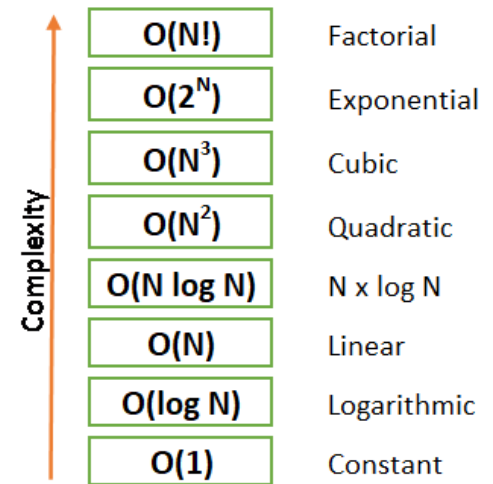 O(N!) Factorial
O(2^N) Exponential
O(N^3) Cubic
O(N^2) Quadratic
O(N log N) N x log N
O(N) Linear
O(log N) Logarithmic
O(1) Constant
Complexity